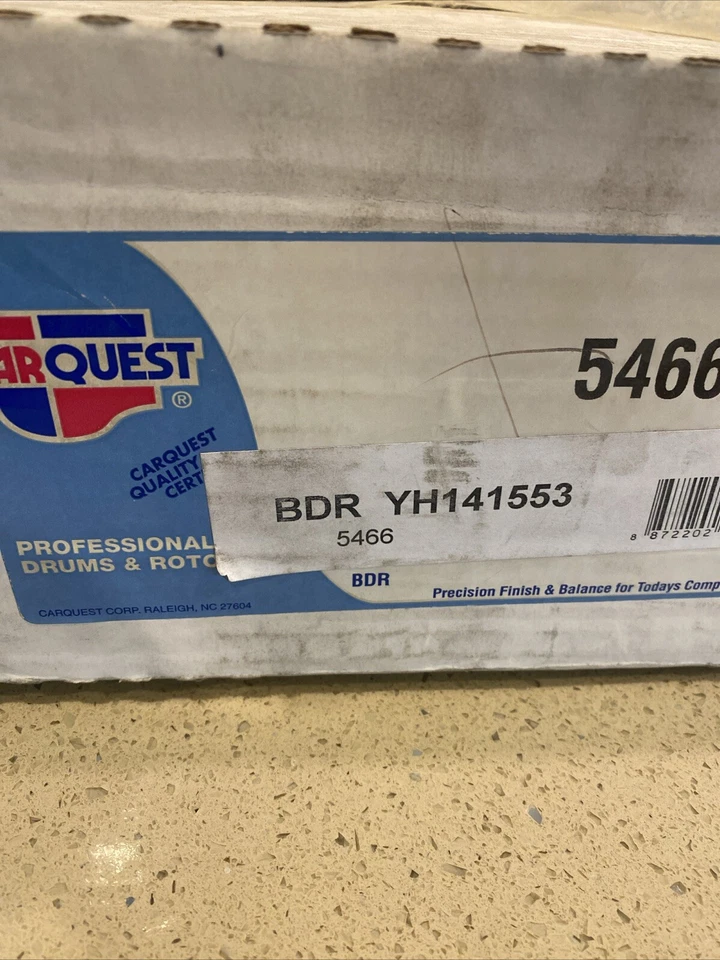 ARQUEST
®
5466
CARQUEST
QUALITY
CERT
BDR YH141553
5466
8 872202
PROFESSIONAL
DRUMS & ROTO
BDR
Precision Finish & Balance for Todays Comp
CARQUEST CORP. RALEIGH, NC 27604